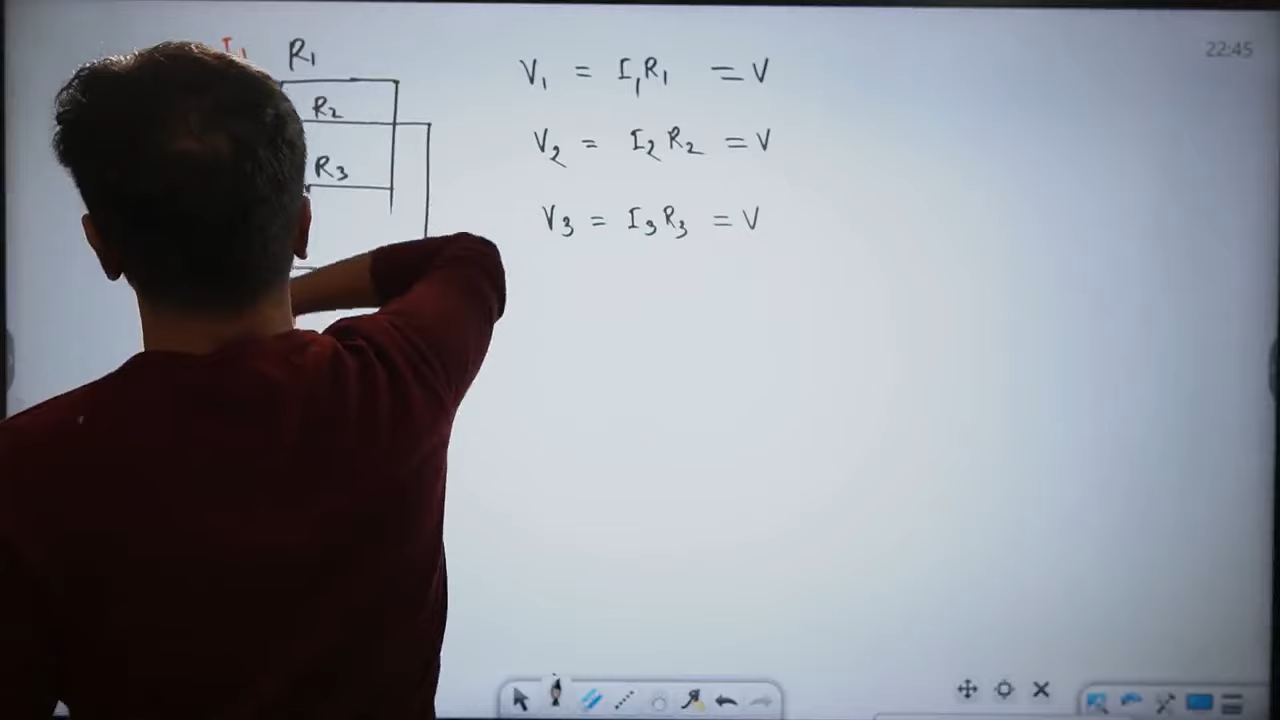 22:45
I1 R1
R2
R3
V1 = I1R1 = V
V2 = I2R2 = V
V3 = I3R3 = V